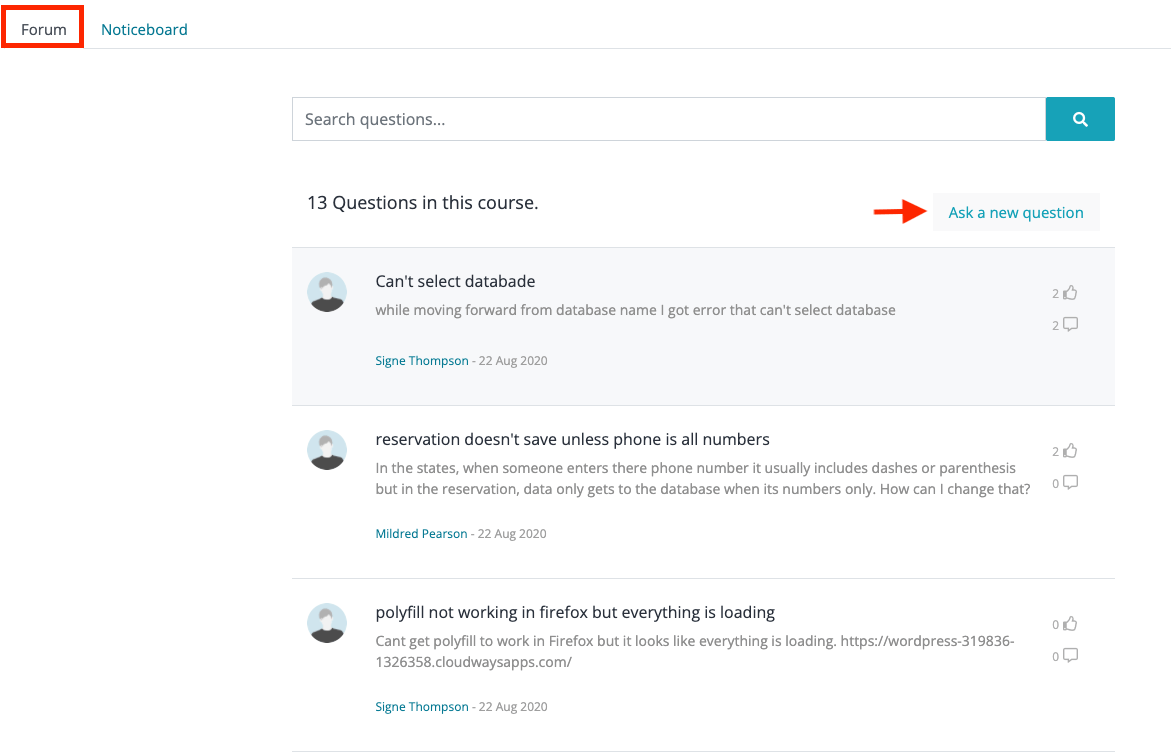 Forum Noticeboard
Search questions...
13 Questions in this course.
Ask a new question
Can't select databade
while moving forward from database name I got error that can't select database
2
2
Signe Thompson - 22 Aug 2020
reservation doesn't save unless phone is all numbers
In the states, when someone enters there phone number it usually includes dashes or parenthesis
but in the reservation, data only gets to the database when its numbers only. How can I change that?
2
0
Mildred Pearson - 22 Aug 2020
polyfill not working in firefox but everything is loading
Cant get polyfill to work in Firefox but it looks like everything is loading. https://wordpress-319836-
1326358.cloudwaysapps.com/
0
0
Signe Thompson - 22 Aug 2020